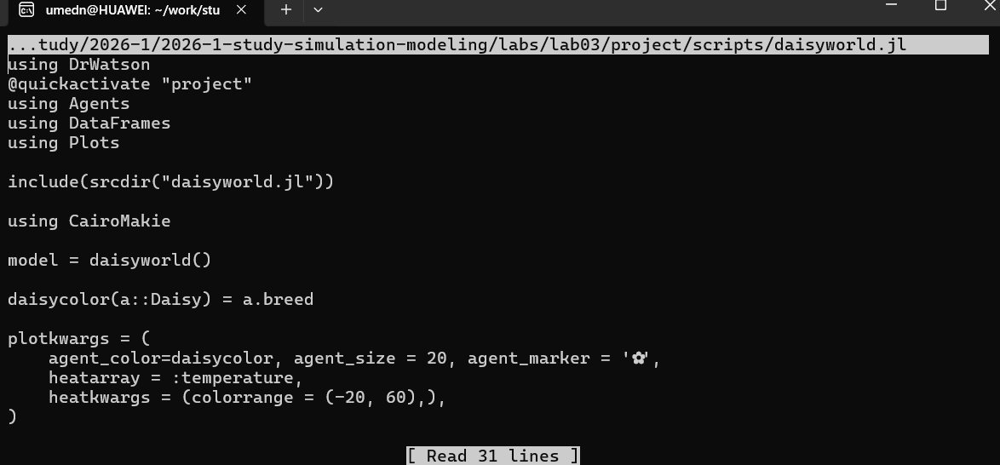 umedn@HUAWEI: ~/work/stu
...tudy/2026-1/2026-1-study-simulation-modeling/labs/lab03/project/scripts/daisyworld.jl
using DrWatson
@quickactivate "project"
using Agents
using DataFrames
using Plots

include(srcdir("daisyworld.jl"))

using CairoMakie

model = daisyworld()

daisycolor(a::Daisy) = a.breed

plotkwargs = (
    agent_color=daisycolor, agent_size = 20, agent_marker = '✿',
    heatarray = :temperature,
    heatkwargs = (colorrange = (-20, 60),),
)

[ Read 31 lines ]